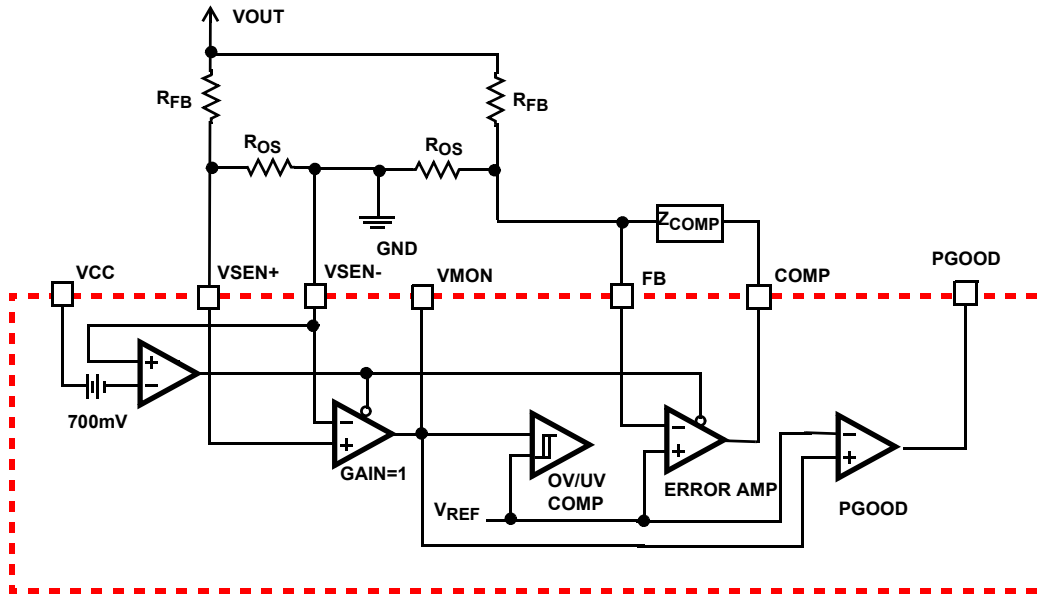 VOUT
RFB
RFB
ROS
ROS
ZCOMP
GND
VCC
VSEN+
VSEN-
VMON
FB
COMP
PGOOD
+
−
700mV
−
+
GAIN=1
OV/UV
COMP
−
+
ERROR AMP
−
+
PGOOD
VREF